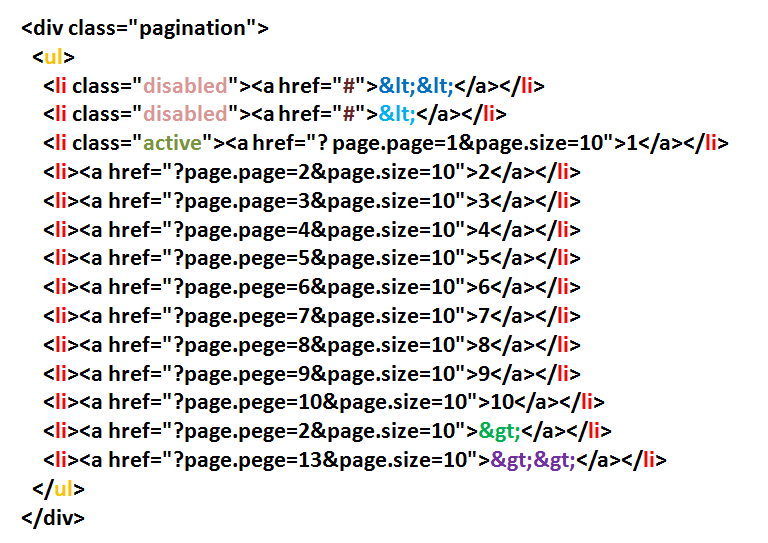 <div class="pagination">
<ul>
<li class="disabled"><a href="#">&lt;&lt;</a></li>
<li class="disabled"><a href="#">&lt;</a></li>
<li class="active"><a href="? page.page=1&page.size=10">1</a></li>
<li><a href="?page.page=2&page.size=10">2</a></li>
<li><a href="?page.page=3&page.size=10">3</a></li>
<li><a href="?page.page=4&page.size=10">4</a></li>
<li><a href="?page.pege=5&page.size=10">5</a></li>
<li><a href="?page.pege=6&page.size=10">6</a></li>
<li><a href="?page.pege=7&page.size=10">7</a></li>
<li><a href="?page.pege=8&page.size=10">8</a></li>
<li><a href="?page.pege=9&page.size=10">9</a></li>
<li><a href="?page.pege=10&page.size=10">10</a></li>
<li><a href="?page.pege=2&page.size=10">&gt;</a></li>
<li><a href="?page.pege=13&page.size=10">&gt;&gt;</a></li>
</ul>
</div>